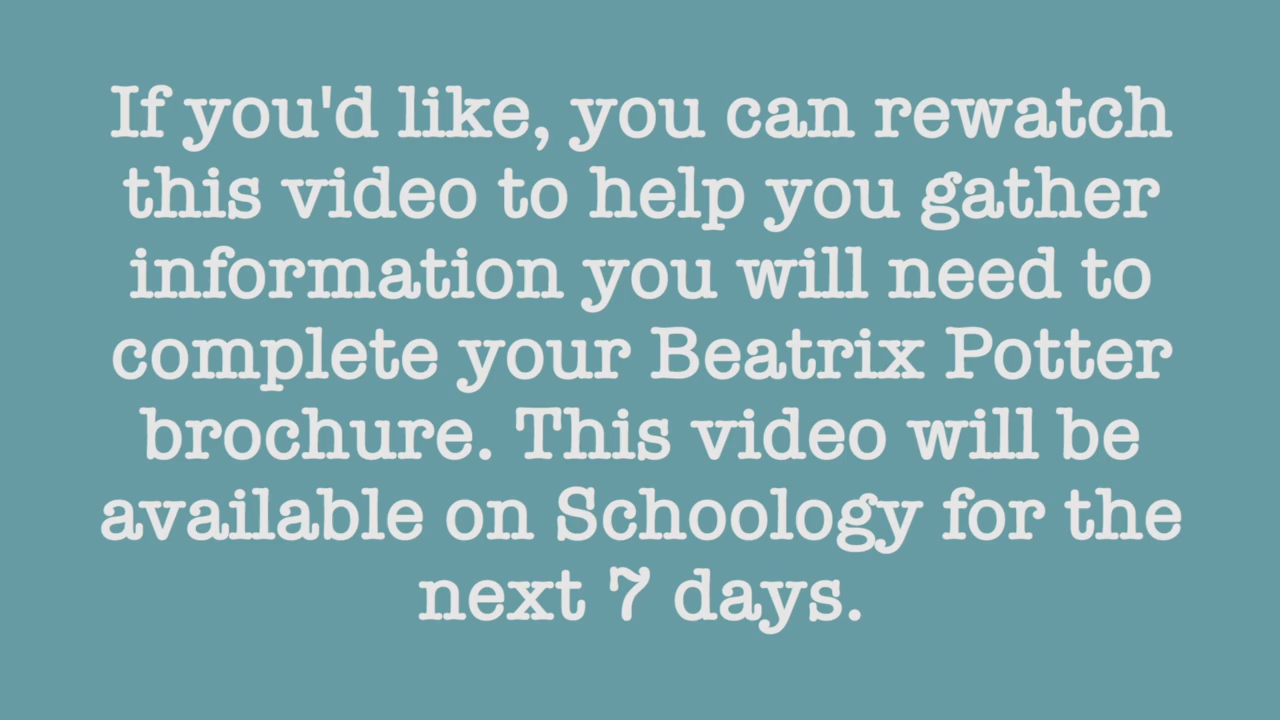 If you'd like, you can rewatch
this video to help you gather
information you will need to
complete your Beatrix Potter
brochure. This video will be
available on Schoology for the
next 7 days.